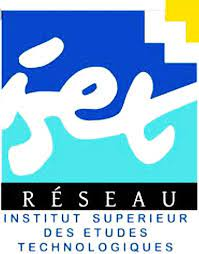 iset
RÉSEAU
INSTITUT SUPERIEUR
DES ETUDES
TECHNOLOGIQUES